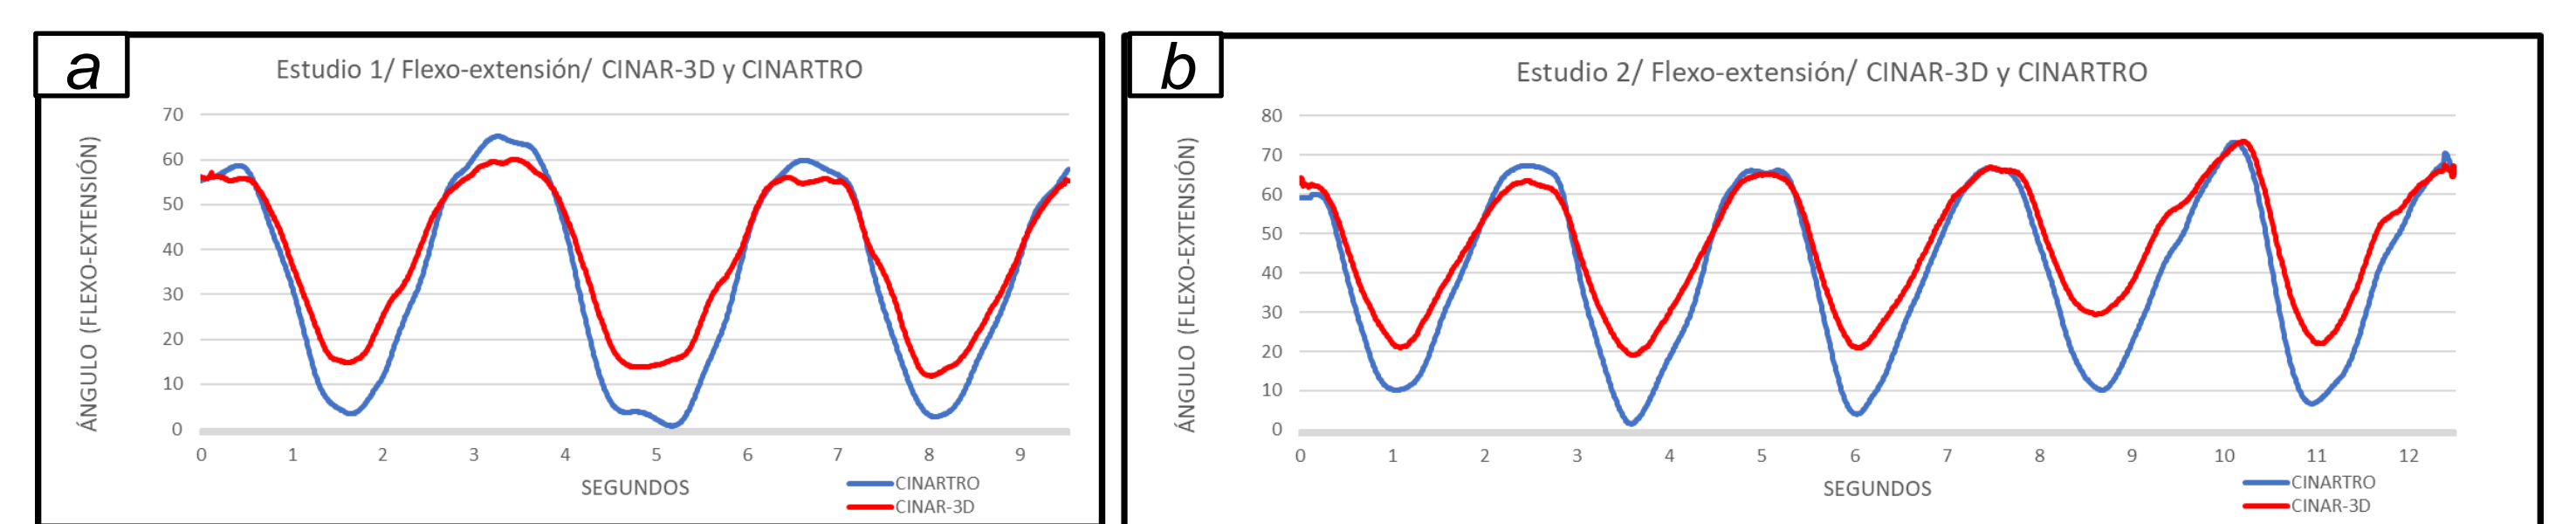 a
Estudio 1/ Flexo-extensión/ CINAR-3D y CINARTRO
ÁNGULO (FLEXO-EXTENSIÓN)
70
60
50
40
30
20
10
0
0 1 2 3 4 5 6 7 8 9
SEGUNDOS
CINARTRO
CINAR-3D
b
Estudio 2/ Flexo-extensión/ CINAR-3D y CINARTRO
ÁNGULO (FLEXO-EXTENSIÓN)
80
70
60
50
40
30
20
10
0
0 1 2 3 4 5 6 7 8 9 10 11 12
SEGUNDOS
CINARTRO
CINAR-3D